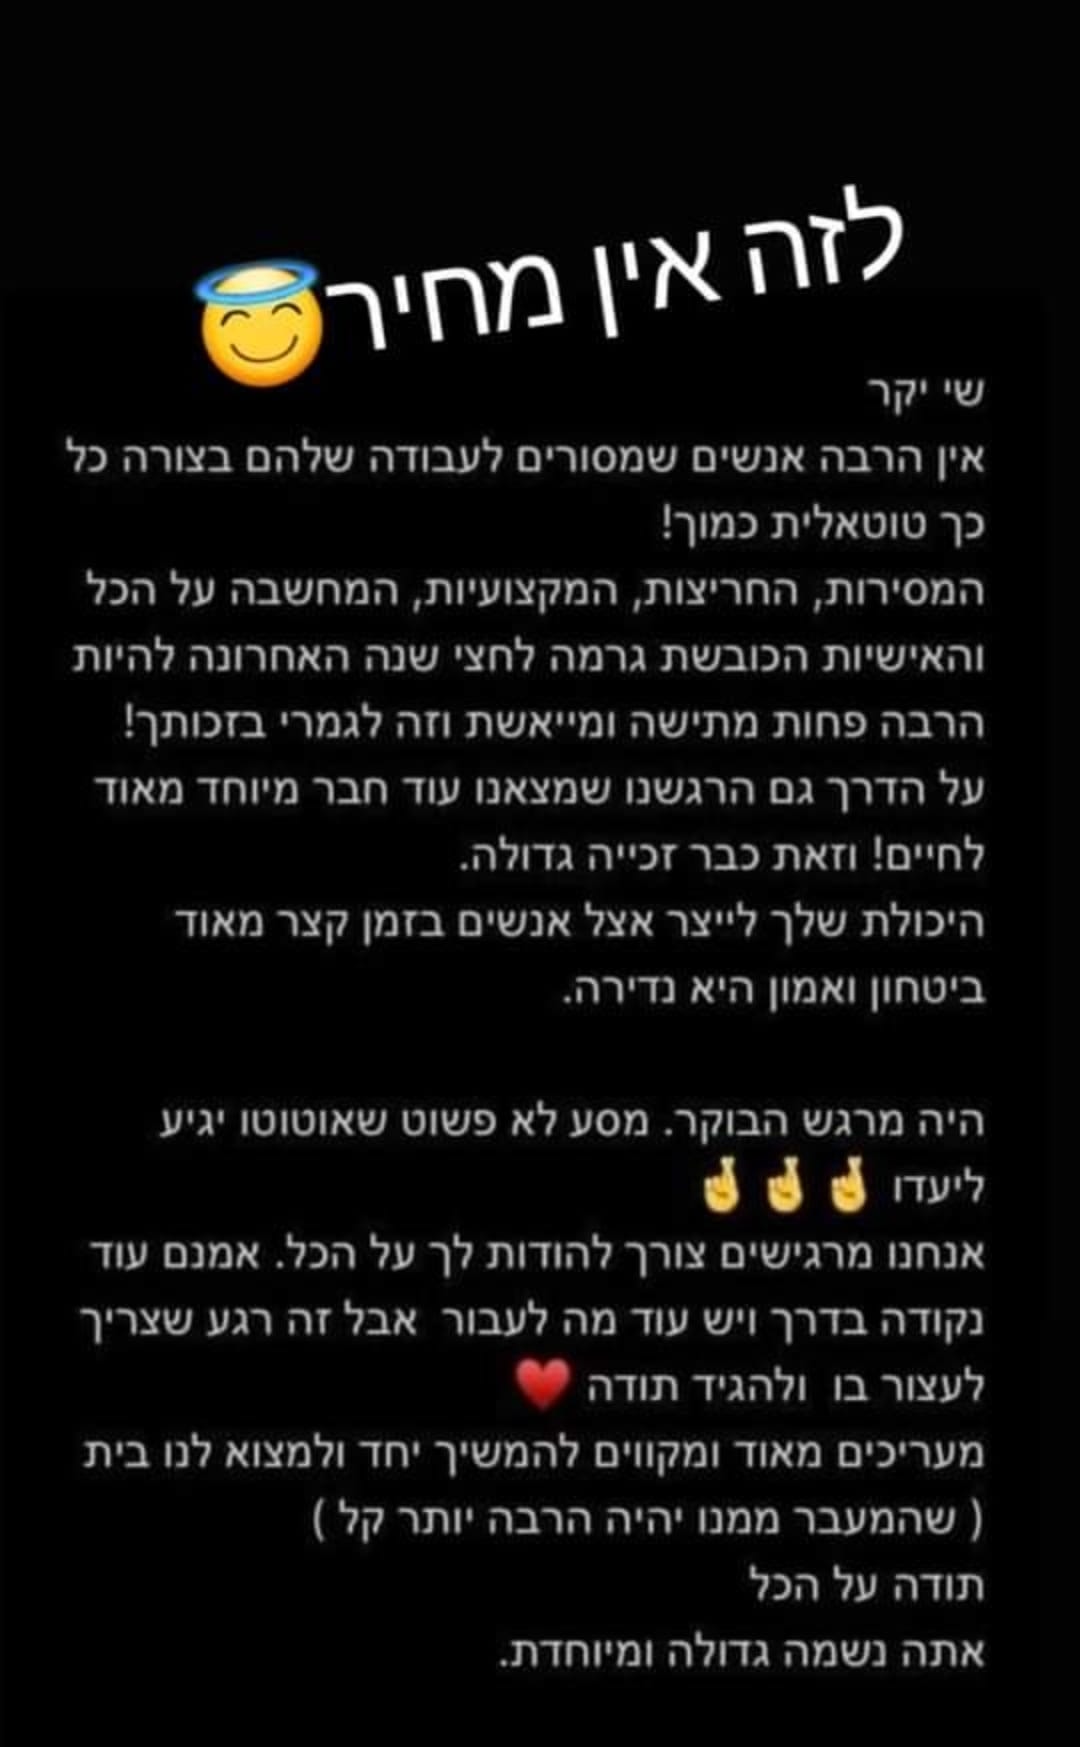 לזה אין מחיר😇
שי יקר
אין הרבה אנשים שמסורים לעבודה שלהם בצורה כל
כך טוטאלית כמוך!
המסירות, החריצות, המקצועיות, המחשבה על הכל
והאישיות הכובשת גרמה לחצי שנה האחרונה להיות
הרבה פחות מתישה ומייאשת וזה לגמרי בזכותך!
על הדרך גם הרגשנו שמצאנו עוד חבר מיוחד מאוד
לחיים! וזאת כבר זכייה גדולה.
היכולת שלך לייצר אצל אנשים בזמן קצר מאוד
ביטחון ואמון היא נדירה.
היה מרגש הבוקר. מסע לא פשוט שאוטוטו יגיע
ליעדו 🤞🤞🤞
אנחנו מרגישים צורך להודות לך על הכל. אמנם עוד
נקודה בדרך ויש עוד מה לעבור  אבל זה רגע שצריך
לעצור בו  ולהגיד תודה ♥️
מעריכים מאוד ומקווים להמשיך יחד ולמצוא לנו בית
( שהמעבר ממנו יהיה הרבה יותר קל )
תודה על הכל
אתה נשמה גדולה ומיוחדת.